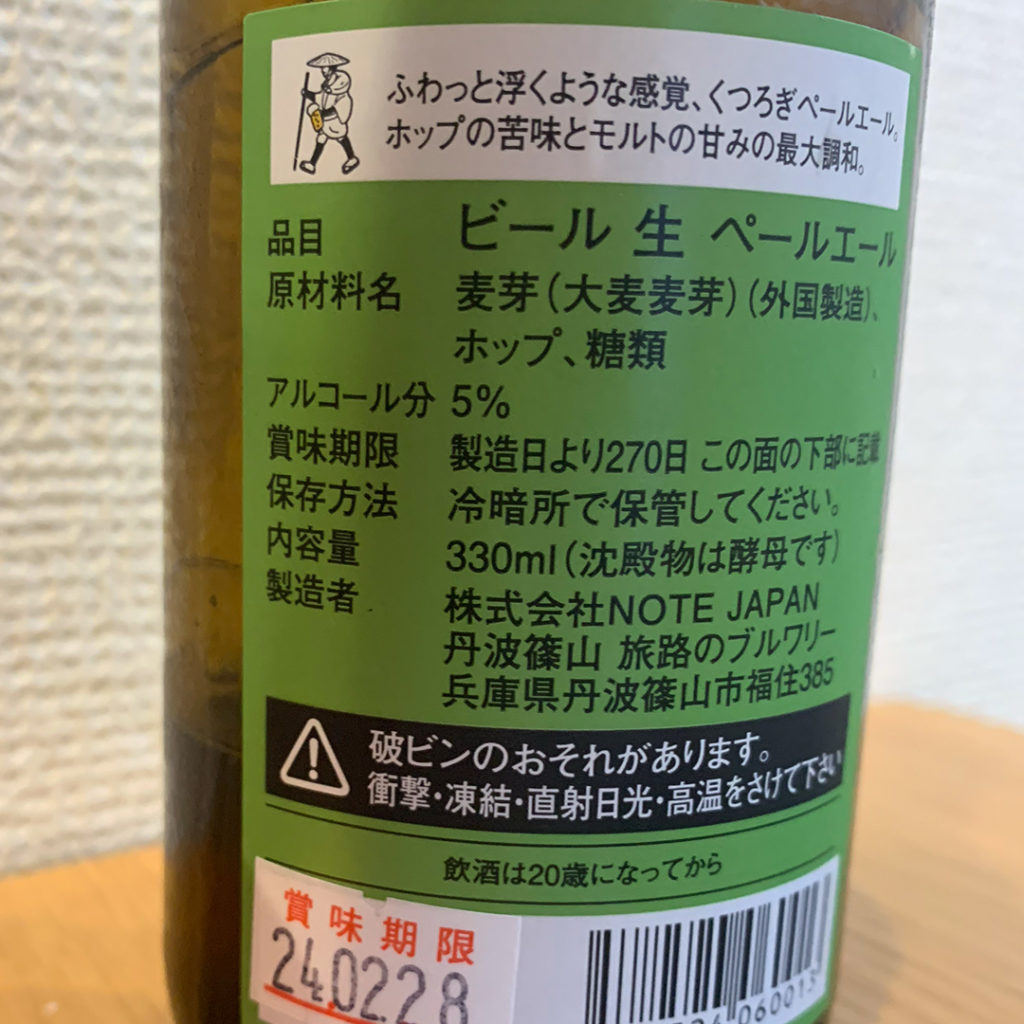 ふわっと浮くような感覚、くつろぎペールエール。
ホップの苦味とモルトの甘みの最大調和。
品目 ビール 生 ペールエール
原材料名 麦芽(大麦麦芽)(外国製造)、
ホップ、糖類
アルコール分 5%
賞味期限 製造日より270日 この面の下部に記載
保存方法 冷暗所で保管してください。
内容量 330ml(沈殿物は酵母です)
製造者 株式会社NOTE JAPAN
丹波篠山 旅路のブルワリー
兵庫県丹波篠山市福住385
破ビンのおそれがあります。
衝撃・凍結・直射日光・高温をさけて下さい
飲酒は20歳になってから
賞味期限
240228
060015